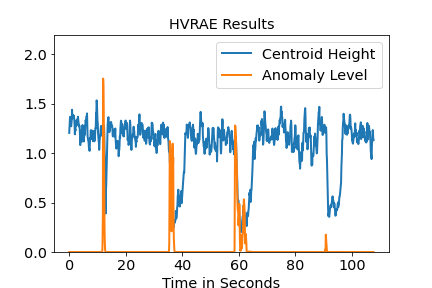 HVRAE Results
Centroid Height
Anomaly Level
2.0
1.5
1.0
0.5
0.0
0 20 40 60 80 100
Time in Seconds